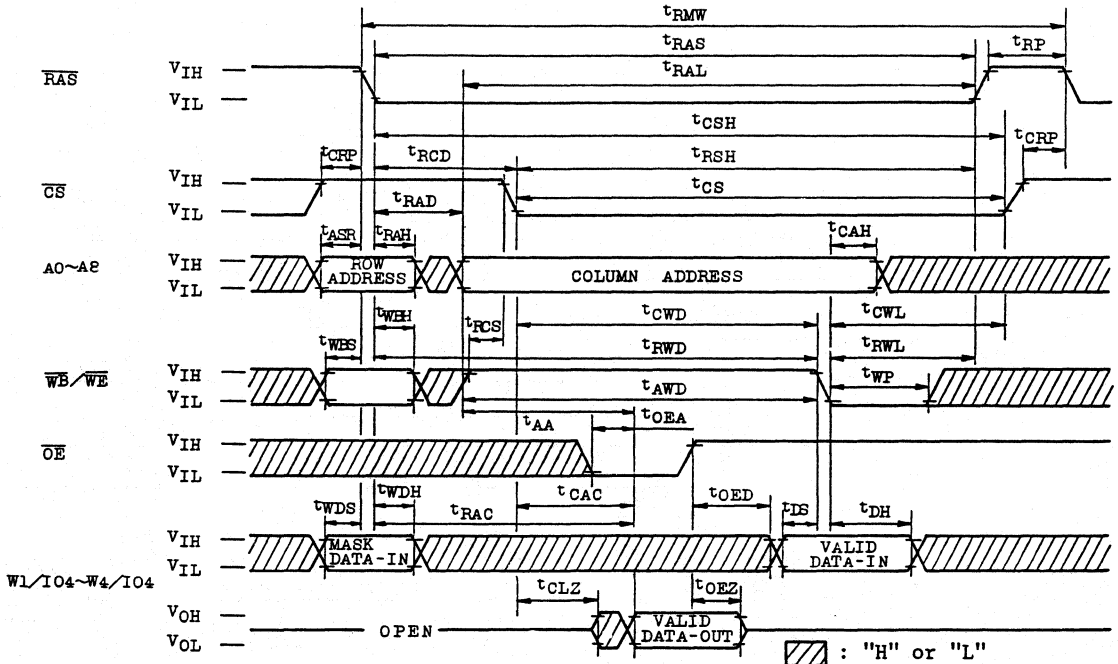 tRMW
tRAS
tRP
RAS
VIH
VIL
tRAL
tCSH
tCRP
tRCD
tRSH
tCRP
CS
VIH
VIL
tRAD
tCS
tASR
tRAH
tCAH
A0~A8
VIH
VIL
ROW
ADDRESS
COLUMN ADDRESS
tWBH
tRCS
tCWD
tCWL
tWBS
tRWD
tRWL
WB/WE
VIH
VIL
tAWD
tWP
tAA
tOEA
OE
VIH
VIL
tWDS
tWDH
tCAC
tOED
tDS
tDH
tRAC
VIH
VIL
MASK
DATA-IN
VALID
DATA-IN
W1/IO4~W4/IO4
tCLZ
tOEZ
VOH
VOL
OPEN
VALID
DATA-OUT
: "H" or "L"